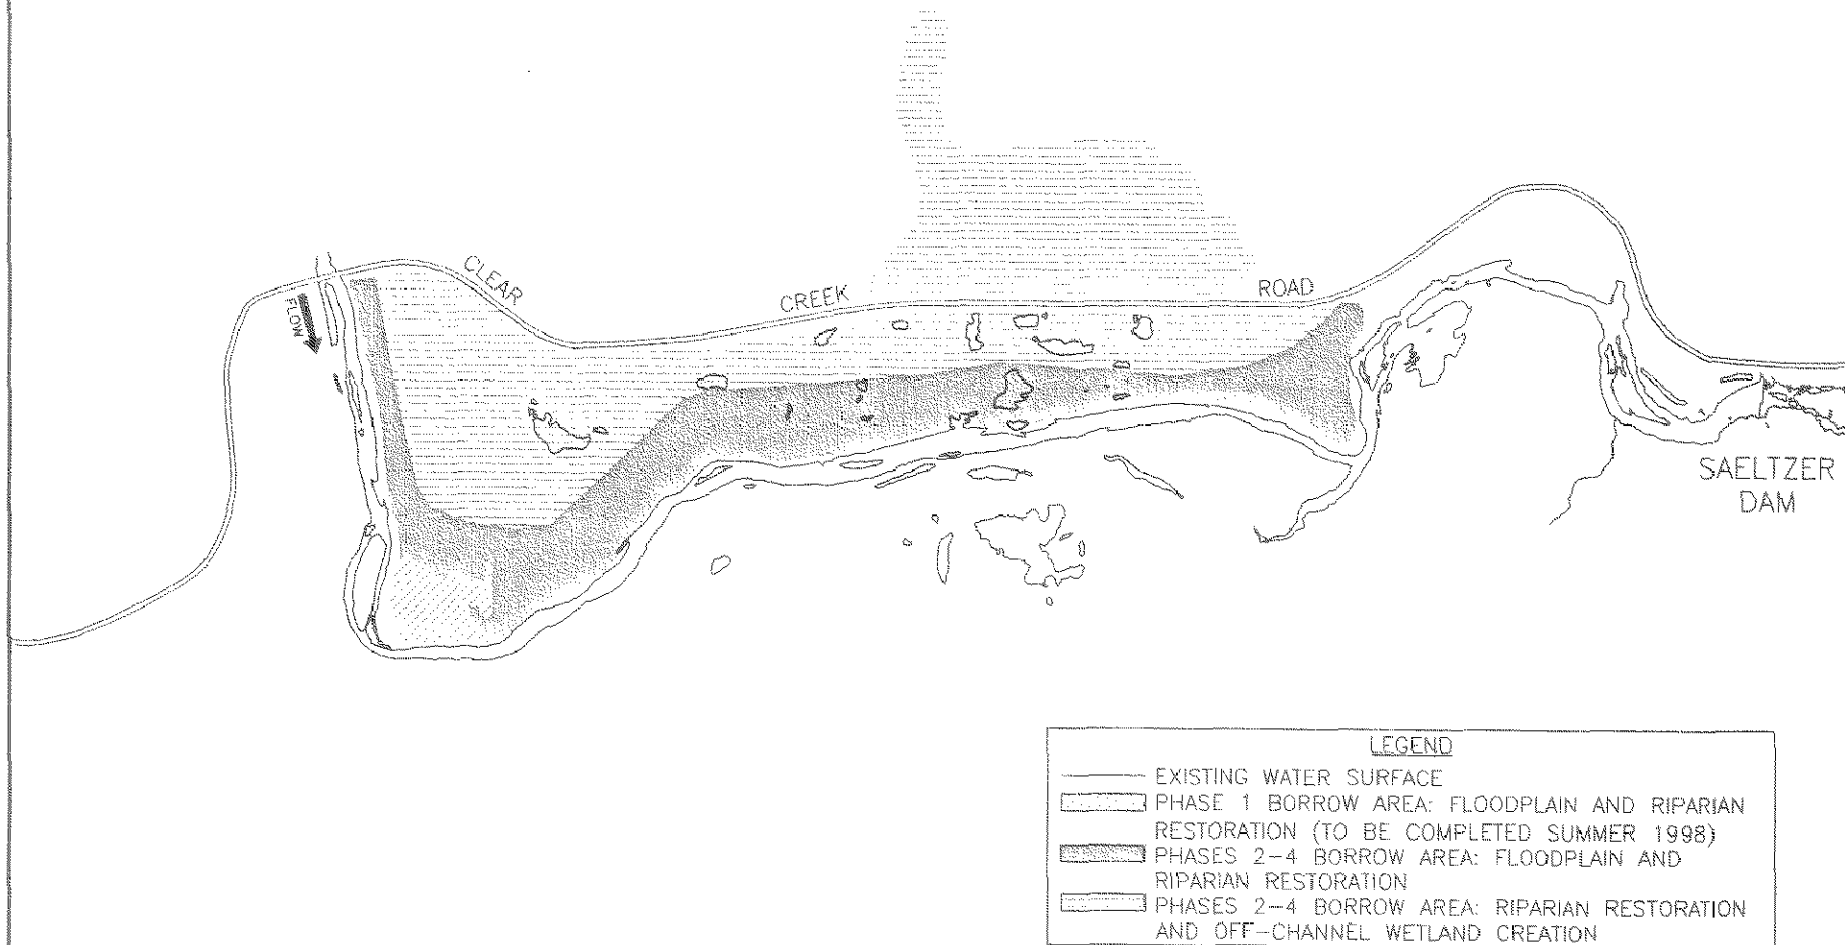 CLEAR
CREEK
ROAD
FLOW
SAELTZER
DAM
LEGEND
EXISTING WATER SURFACE
PHASE 1 BORROW AREA: FLOODPLAIN AND RIPARIAN
RESTORATION (TO BE COMPLETED SUMMER 1998)
PHASES 2-4 BORROW AREA: FLOODPLAIN AND
RIPARIAN RESTORATION
PHASES 2-4 BORROW AREA: RIPARIAN RESTORATION
AND OFF-CHANNEL WETLAND CREATION